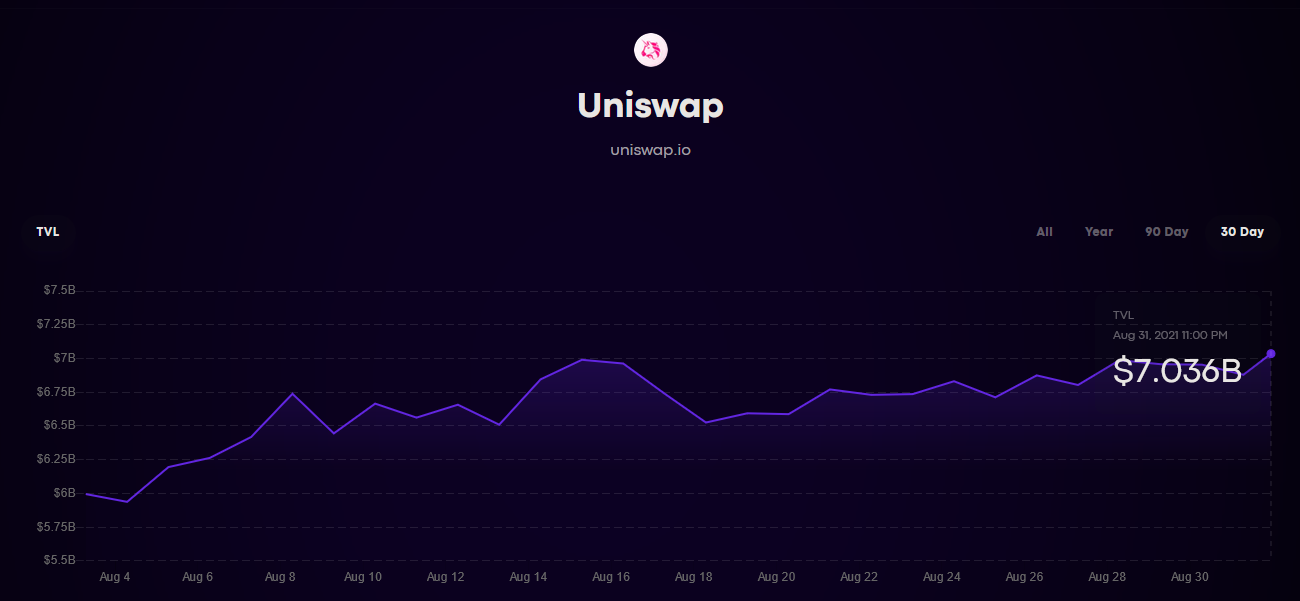 Uniswap
uniswap.io
TVL
All Year 90 Day 30 Day
$7.5B
$7.25B
$7B
$6.75B
$6.5B
$6.25B
$6B
$5.75B
$5.5B
TVL
Aug 31, 2021 11:00 PM
$7.036B
Aug 4 Aug 6 Aug 8 Aug 10 Aug 12 Aug 14 Aug 16 Aug 18 Aug 20 Aug 22 Aug 24 Aug 26 Aug 28 Aug 30